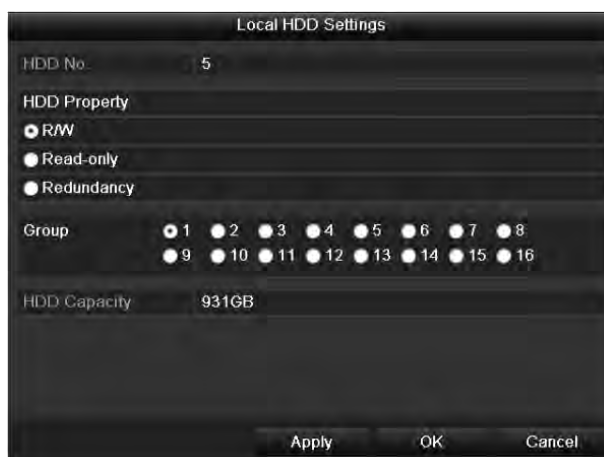 Local HDD Settings
HDD No. 5
HDD Property
R/W
Read-only
Redundancy
Group 1 2 3 4 5 6 7 8
9 10 11 12 13 14 15 16
HDD Capacity 931GB
Apply OK Cancel